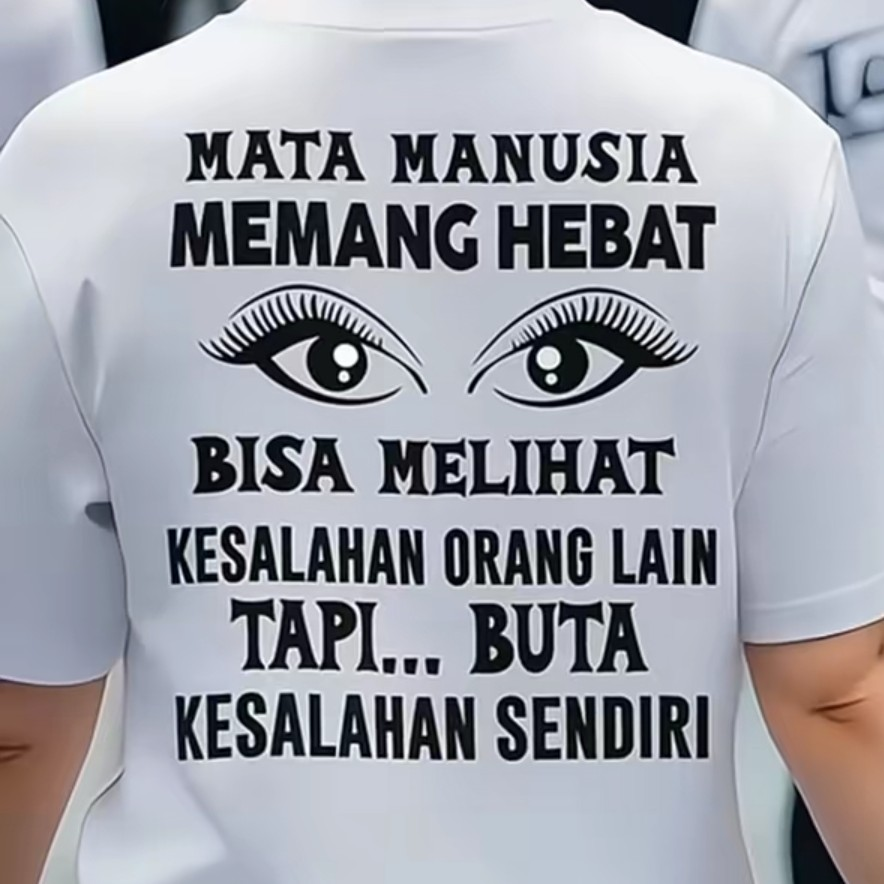 MATA MANUSIA
MEMANG HEBAT
BISA MELIHAT
KESALAHAN ORANG LAIN
TAPI... BUTA
KESALAHAN SENDIRI